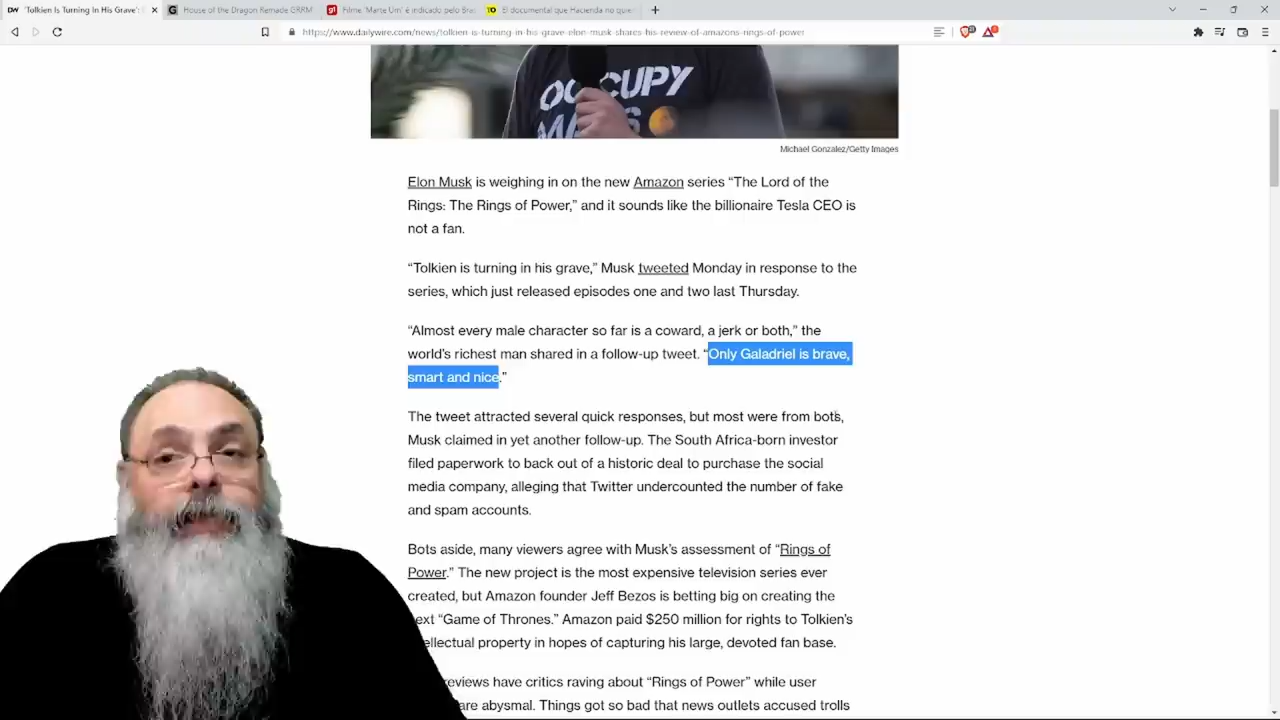 DW 'Tolkien Is Turning In His Grave':
House of the Dragon Remade GRRM
g1 Filme 'Marte Um' é indicado pelo Bras
El documental que Hacienda no quie
https://www.dailywire.com/news/tolkien-is-turning-in-his-grave-elon-musk-shares-his-review-of-amazons-rings-of-power
OCCUPY
MARS
Michael Gonzalez/Getty Images
Elon Musk is weighing in on the new Amazon series “The Lord of the
Rings: The Rings of Power,” and it sounds like the billionaire Tesla CEO is
not a fan.
“Tolkien is turning in his grave,” Musk tweeted Monday in response to the
series, which just released episodes one and two last Thursday.
“Almost every male character so far is a coward, a jerk or both,” the
world’s richest man shared in a follow-up tweet. “Only Galadriel is brave,
smart and nice.”
The tweet attracted several quick responses, but most were from bots,
Musk claimed in yet another follow-up. The South Africa-born investor
filed paperwork to back out of a historic deal to purchase the social
media company, alleging that Twitter undercounted the number of fake
and spam accounts.
Bots aside, many viewers agree with Musk’s assessment of “Rings of
Power.” The new project is the most expensive television series ever
created, but Amazon founder Jeff Bezos is betting big on creating the
ext “Game of Thrones.” Amazon paid $250 million for rights to Tolkien’s
ellectual property in hopes of capturing his large, devoted fan base.
reviews have critics raving about “Rings of Power” while user
are abysmal. Things got so bad that news outlets accused trolls